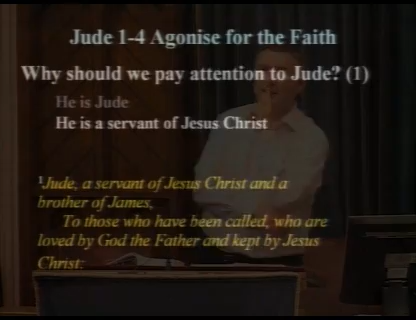 Jude 1-4 Agonise for the Faith
Why should we pay attention to Jude? (1)
He is Jude
He is a servant of Jesus Christ
¹Jude, a servant of Jesus Christ and a
brother of James,
To those who have been called, who are
loved by God the Father and kept by Jesus
Christ: